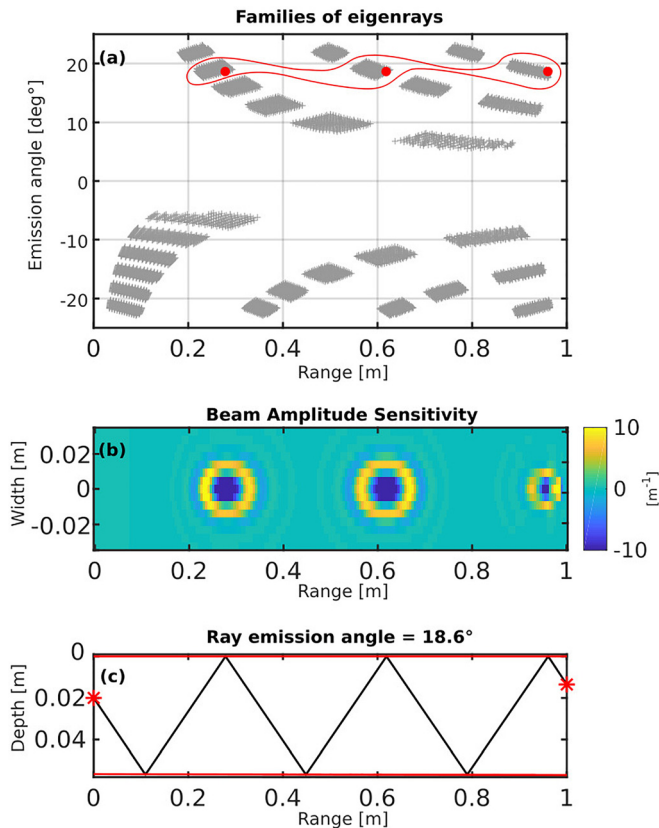 Families of eigenrays
(a)
20
10
0
-10
-20
Emission angle [deg°]
0 0.2 0.4 0.6 0.8 1
Range [m]
Beam Amplitude Sensitivity
(b)
0.02
0
-0.02
Width [m]
0 0.2 0.4 0.6 0.8 1
Range [m]
10
0
-10
[m⁻¹]
Ray emission angle = 18.6°
(c)
0
0.02
0.04
Depth [m]
0 0.2 0.4 0.6 0.8 1
Range [m]